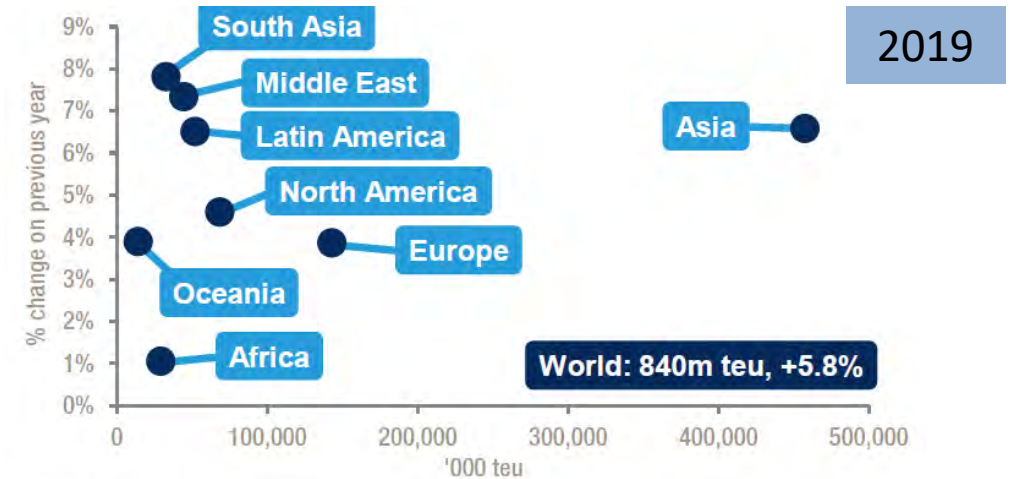 2019
% change on previous year
9%
8%
7%
6%
5%
4%
3%
2%
1%
0%
South Asia
Middle East
Latin America
Asia
North America
Europe
Oceania
Africa
World: 840m teu, +5.8%
0
100,000
200,000
300,000
400,000
500,000
'000 teu